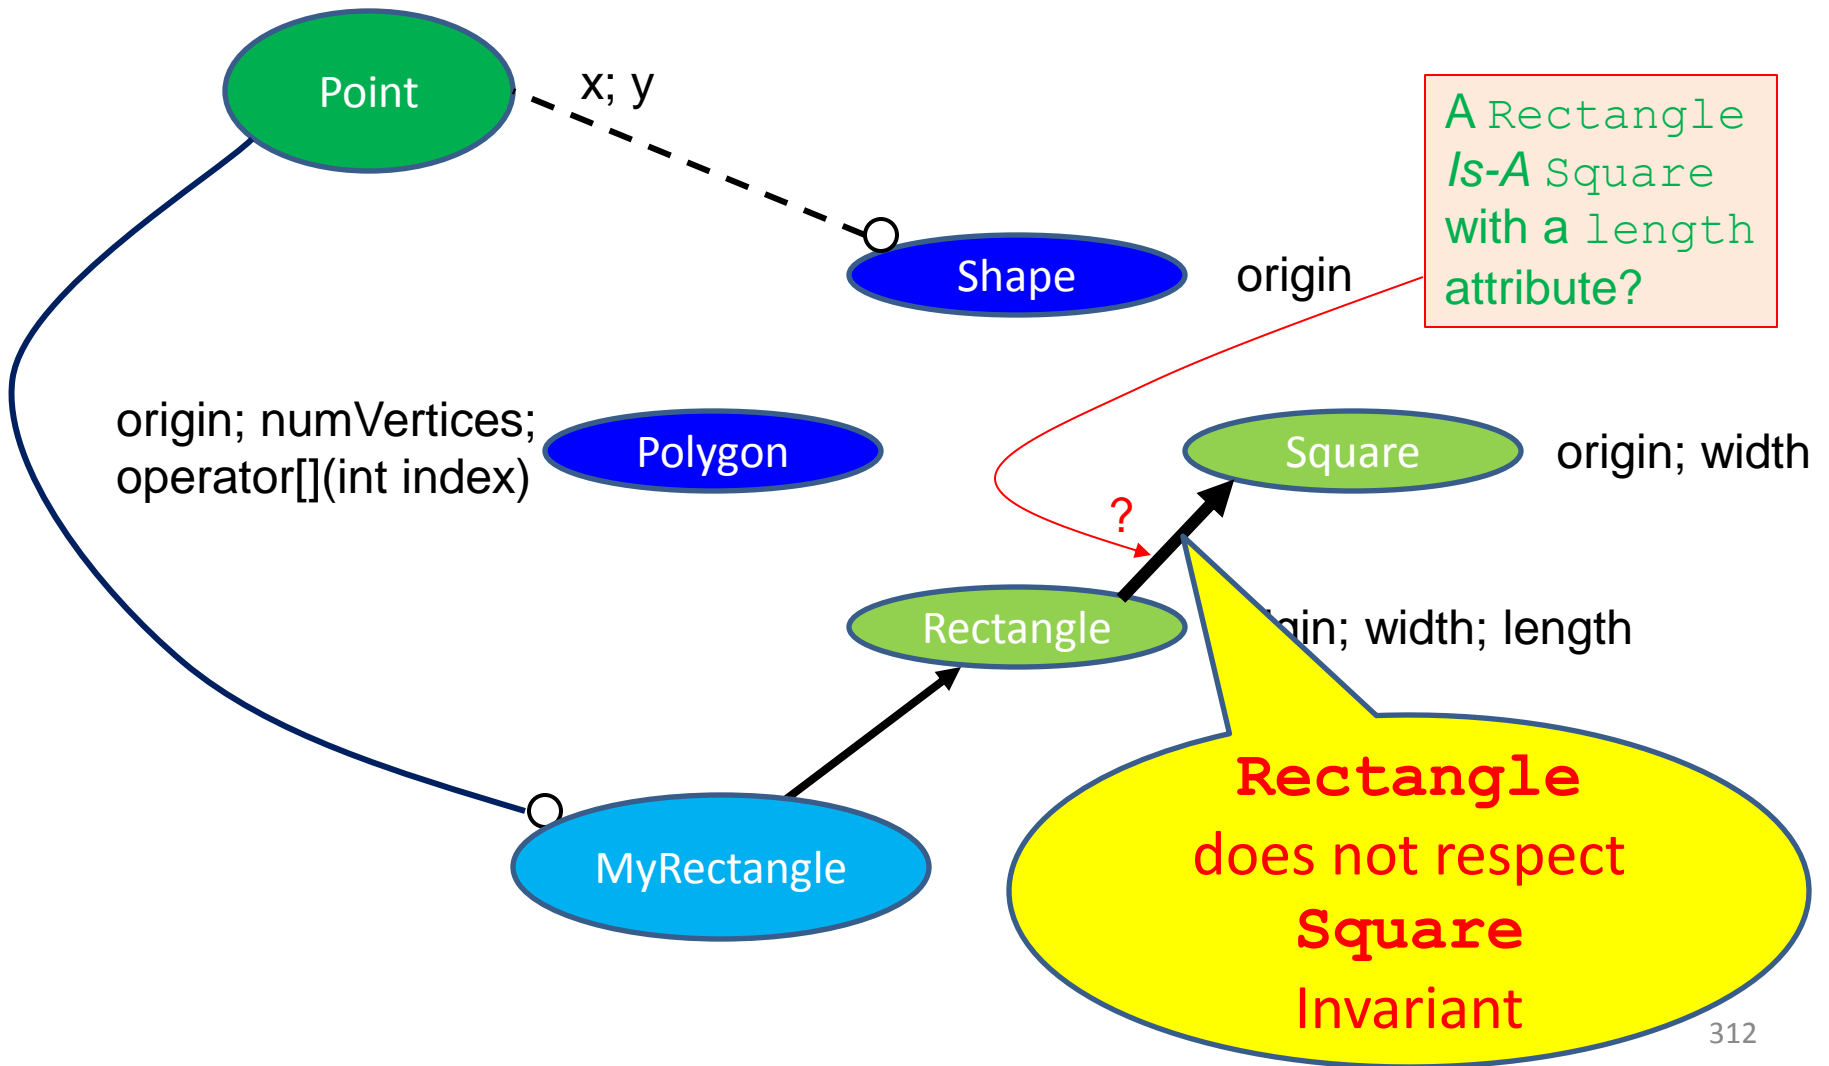 Point
x; y
A Rectangle
Is-A Square
with a length
attribute?
Shape
origin
origin; numVertices;
operator[](int index)
Polygon
Square
origin; width
?
Rectangle
gin; width; length
MyRectangle
Rectangle
does not respect
Square
Invariant
312